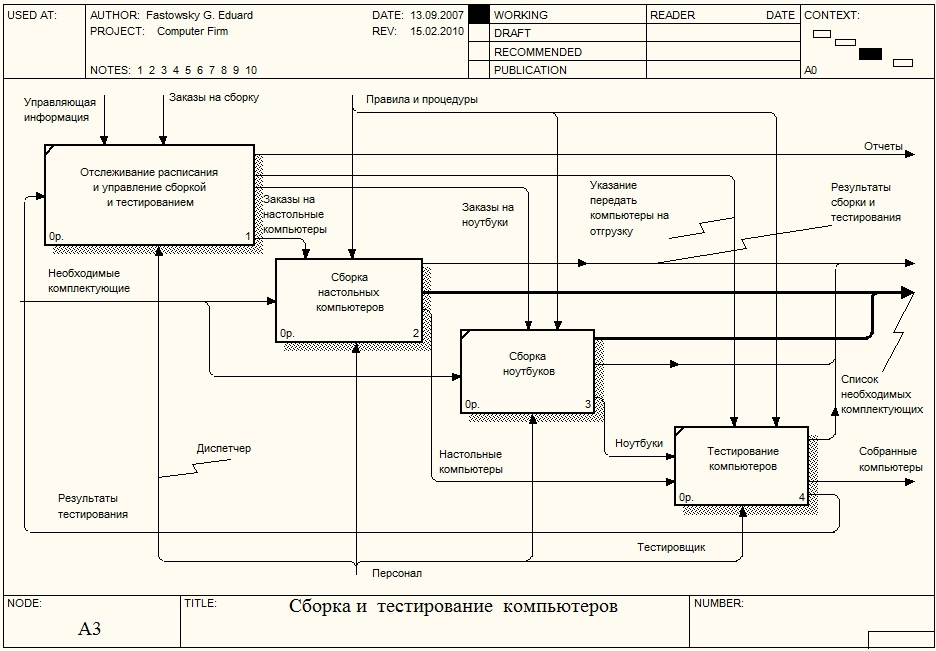 USED AT:
AUTHOR: Fastowsky G. Eduard
DATE: 13.09.2007
WORKING
READER
DATE
CONTEXT:
PROJECT: Computer Firm
REV: 15.02.2010
DRAFT
RECOMMENDED
NOTES: 1 2 3 4 5 6 7 8 9 10
PUBLICATION
A0
Управляющая
информация
Заказы на сборку
Правила и процедуры
Отчеты
Отслеживание расписания
и управление сборкой
и тестированием
0р.
1
Заказы на
настольные
компьютеры
Заказы на
ноутбуки
Указание
передать
компьютеры на
отгрузку
Результаты
сборки и
тестирования
Необходимые
комплектующие
Сборка
настольных
компьютеров
0р.
2
Сборка
ноутбуков
0р.
3
Список
необходимых
комплектующих
Диспетчер
Настольные
компьютеры
Ноутбуки
Тестирование
компьютеров
0р.
4
Собранные
компьютеры
Результаты
тестирования
Тестировщик
Персонал
NODE:
TITLE:
Сборка и тестирование компьютеров
NUMBER:
A3